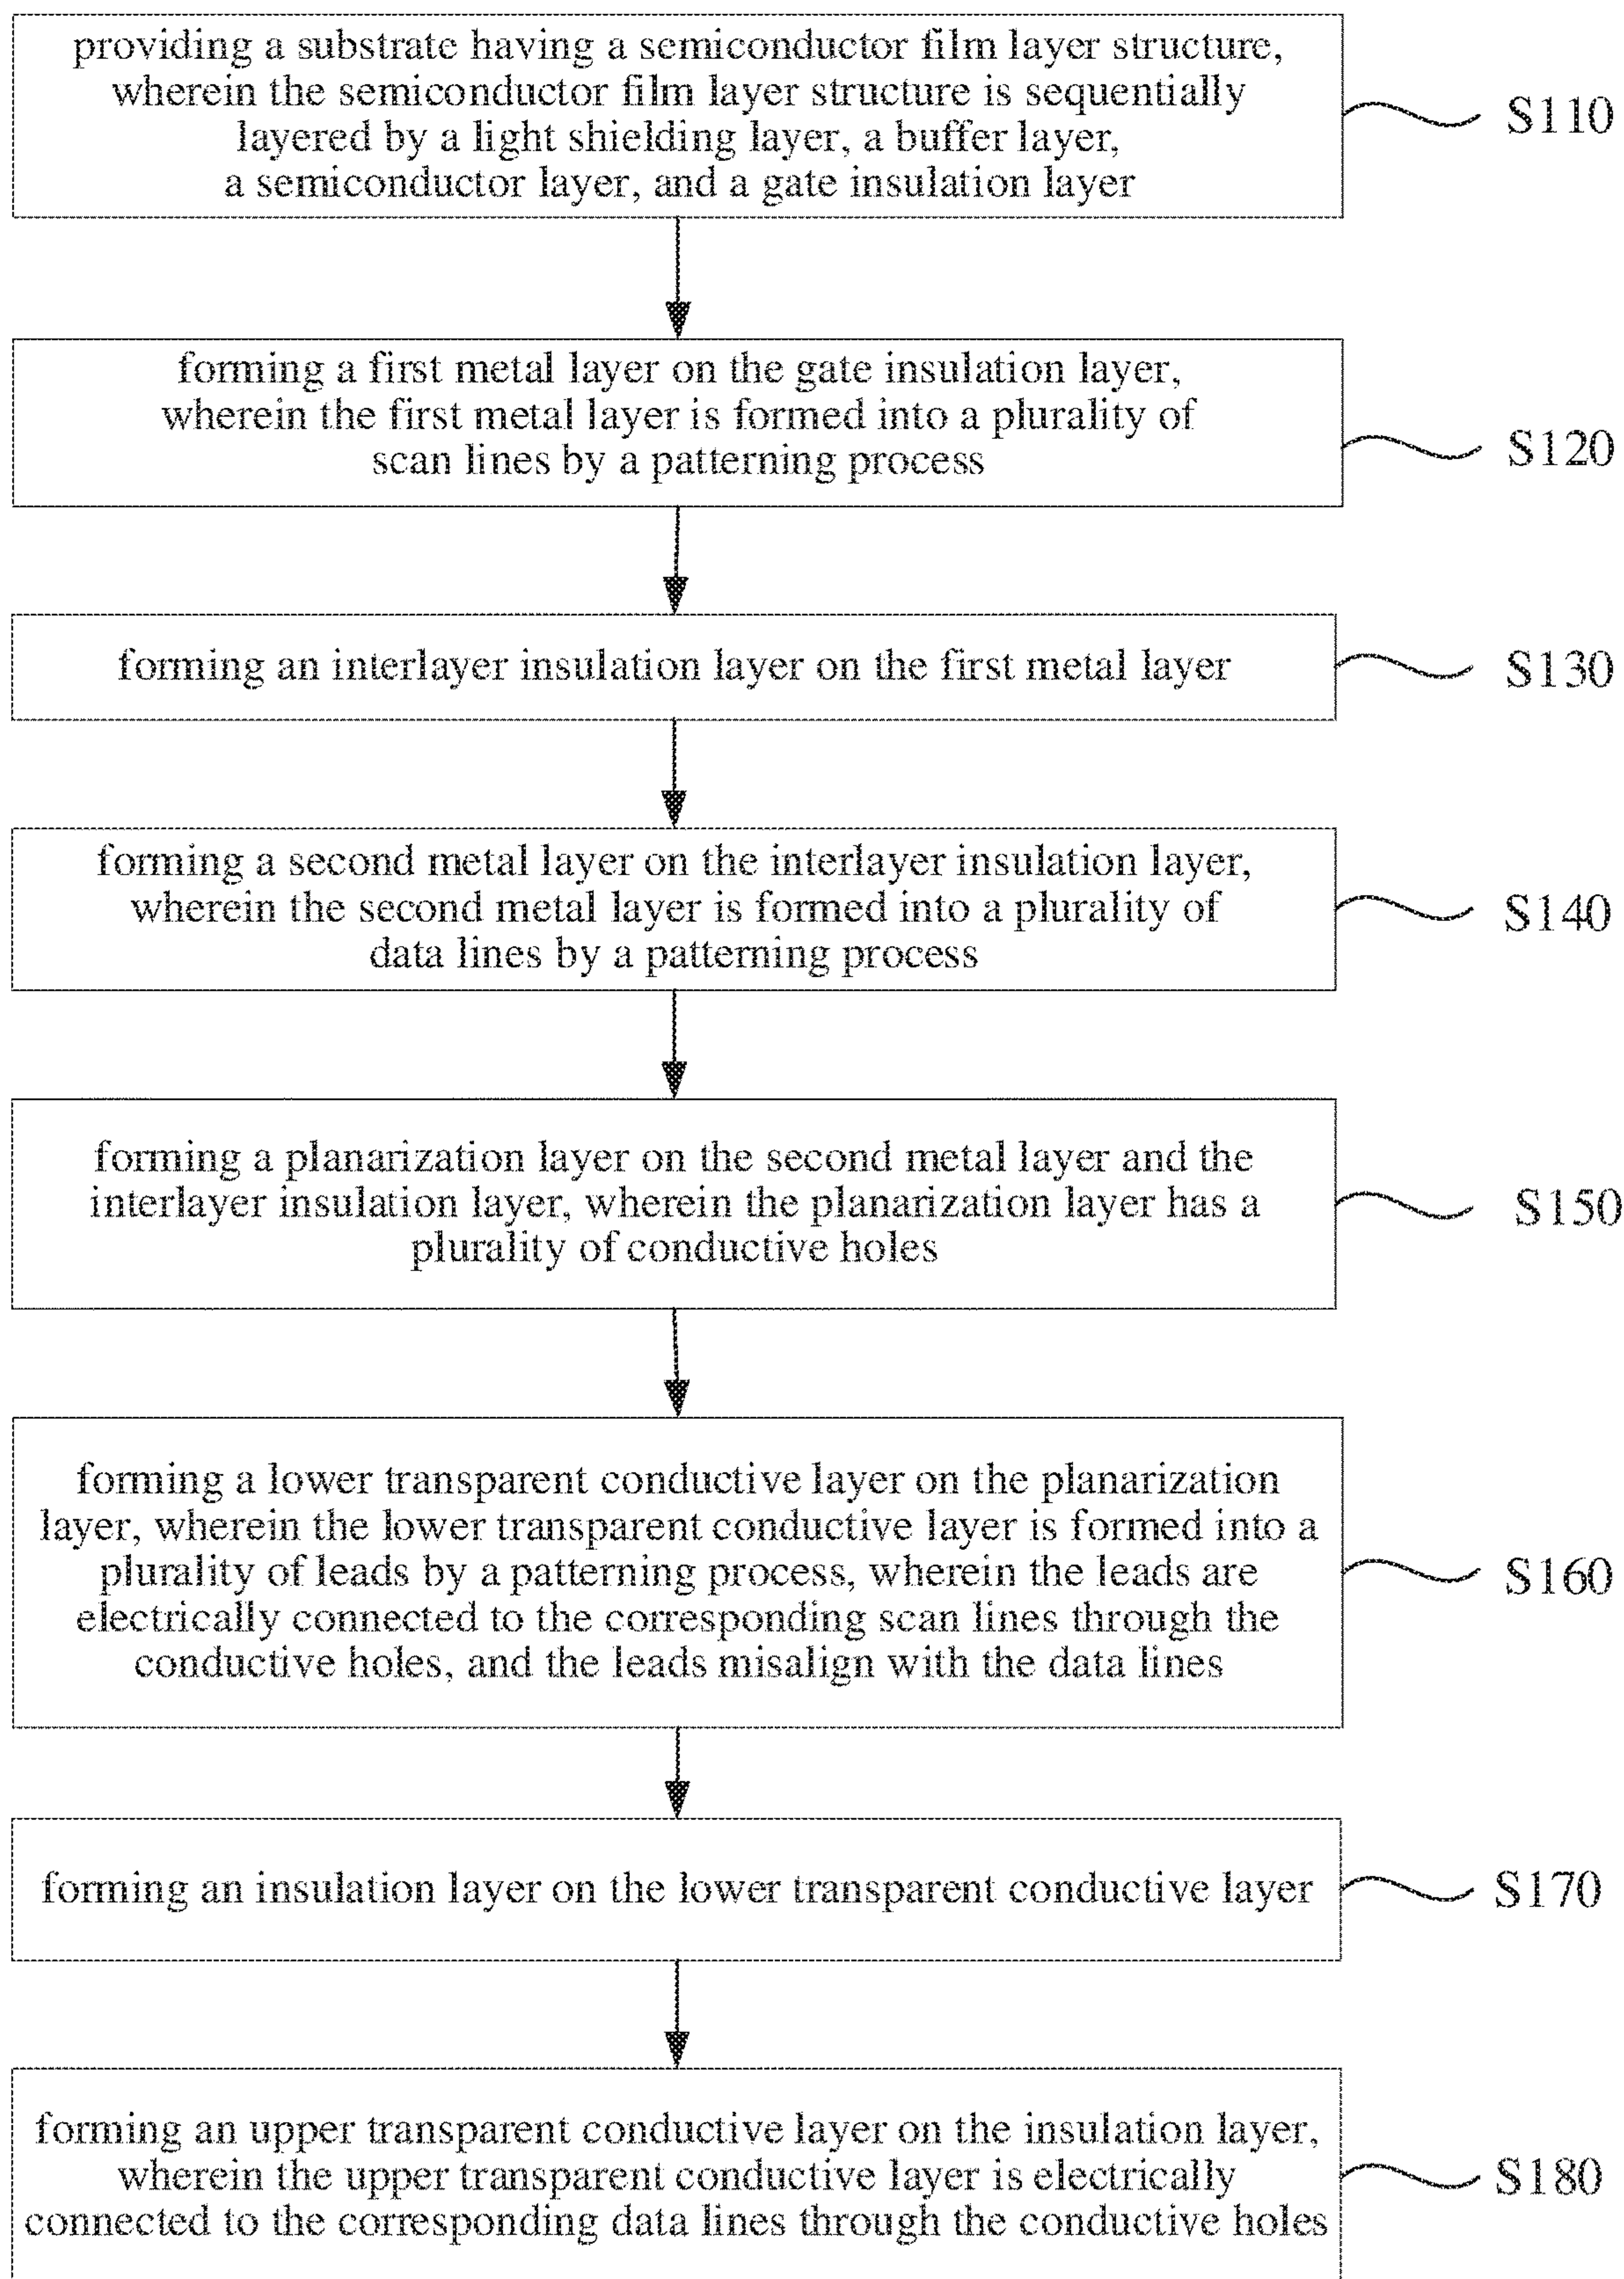 providing a substrate having a semiconductor film layer structure,
wherein the semiconductor film layer structure is sequentially
layered by a light shielding layer, a buffer layer,
a semiconductor layer, and a gate insulation layer
S110
forming a first metal layer on the gate insulation layer,
wherein the first metal layer is formed into a plurality of
scan lines by a patterning process
S120
forming an interlayer insulation layer on the first metal layer
S130
forming a second metal layer on the interlayer insulation layer,
wherein the second metal layer is formed into a plurality of
data lines by a patterning process
S140
forming a planarization layer on the second metal layer and the
interlayer insulation layer, wherein the planarization layer has a
plurality of conductive holes
S150
forming a lower transparent conductive layer on the planarization
layer, wherein the lower transparent conductive layer is formed into a
plurality of leads by a patterning process, wherein the leads are
electrically connected to the corresponding scan lines through the
conductive holes, and the leads misalign with the data lines
S160
forming an insulation layer on the lower transparent conductive layer
S170
forming an upper transparent conductive layer on the insulation layer,
wherein the upper transparent conductive layer is electrically
connected to the corresponding data lines through the conductive holes
S180